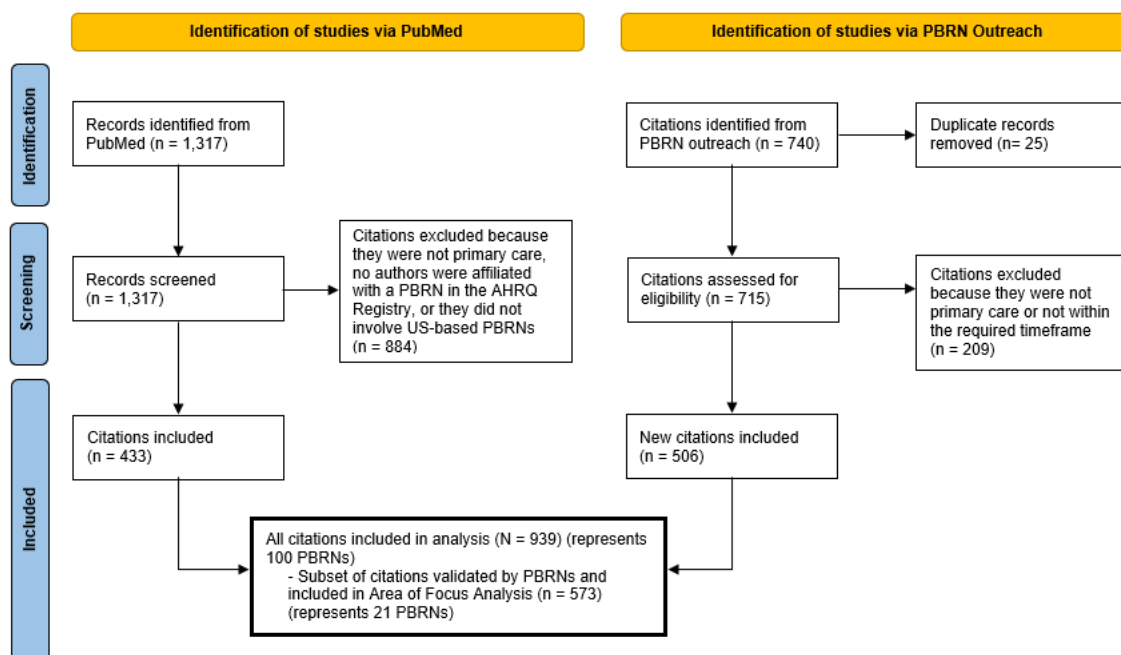 Identification of studies via PubMed
Identification of studies via PBRN Outreach
Identification
Records identified from
PubMed (n = 1,317)
Citations identified from
PBRN outreach (n = 740)
Duplicate records
removed (n= 25)
Screening
Records screened
(n = 1,317)
Citations excluded because
they were not primary care,
no authors were affiliated
with a PBRN in the AHRQ
Registry, or they did not
involve US-based PBRNs
(n = 884)
Citations assessed for
eligibility (n = 715)
Citations excluded
because they were not
primary care or not within
the required timeframe
(n = 209)
Included
Citations included
(n = 433)
New citations included
(n = 506)
All citations included in analysis (N = 939) (represents
100 PBRNs)
- Subset of citations validated by PBRNs and
included in Area of Focus Analysis (n = 573)
(represents 21 PBRNs)